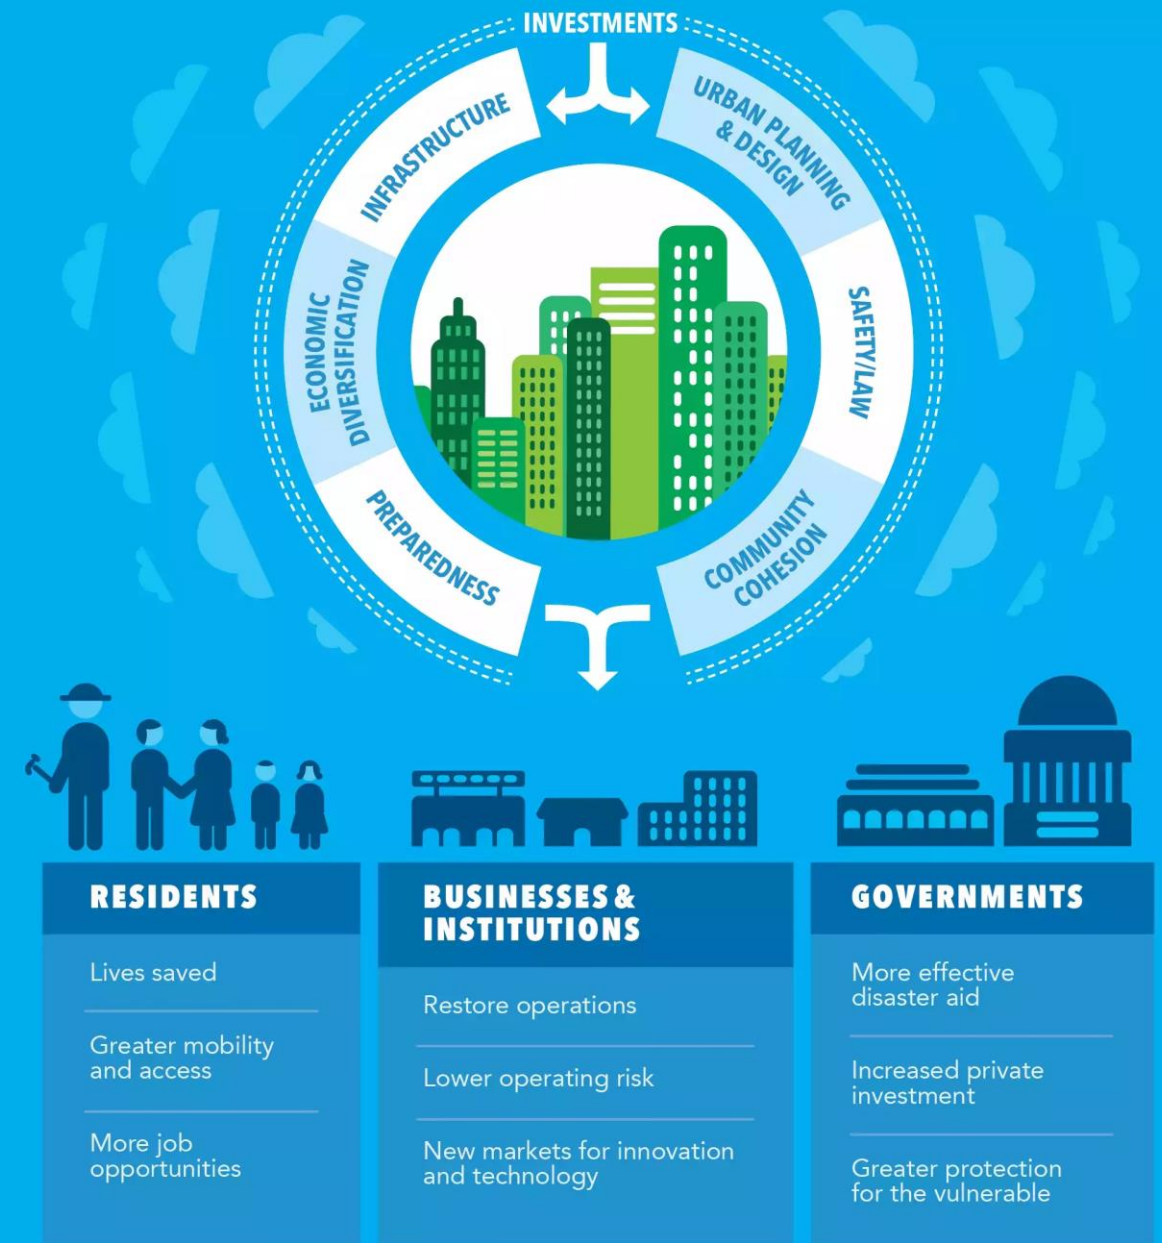 INVESTMENTS
INFRASTRUCTURE
ECONOMIC
DIVERSIFICATION
PREPAREDNESS
URBAN PLANNING
& DESIGN
SAFETY/LAW
COMMUNITY
COHESION
RESIDENTS
Lives saved
Greater mobility
and access
More job
opportunities
BUSINESSES &
INSTITUTIONS
Restore operations
Lower operating risk
New markets for innovation
and technology
GOVERNMENTS
More effective
disaster aid
Increased private
investment
Greater protection
for the vulnerable